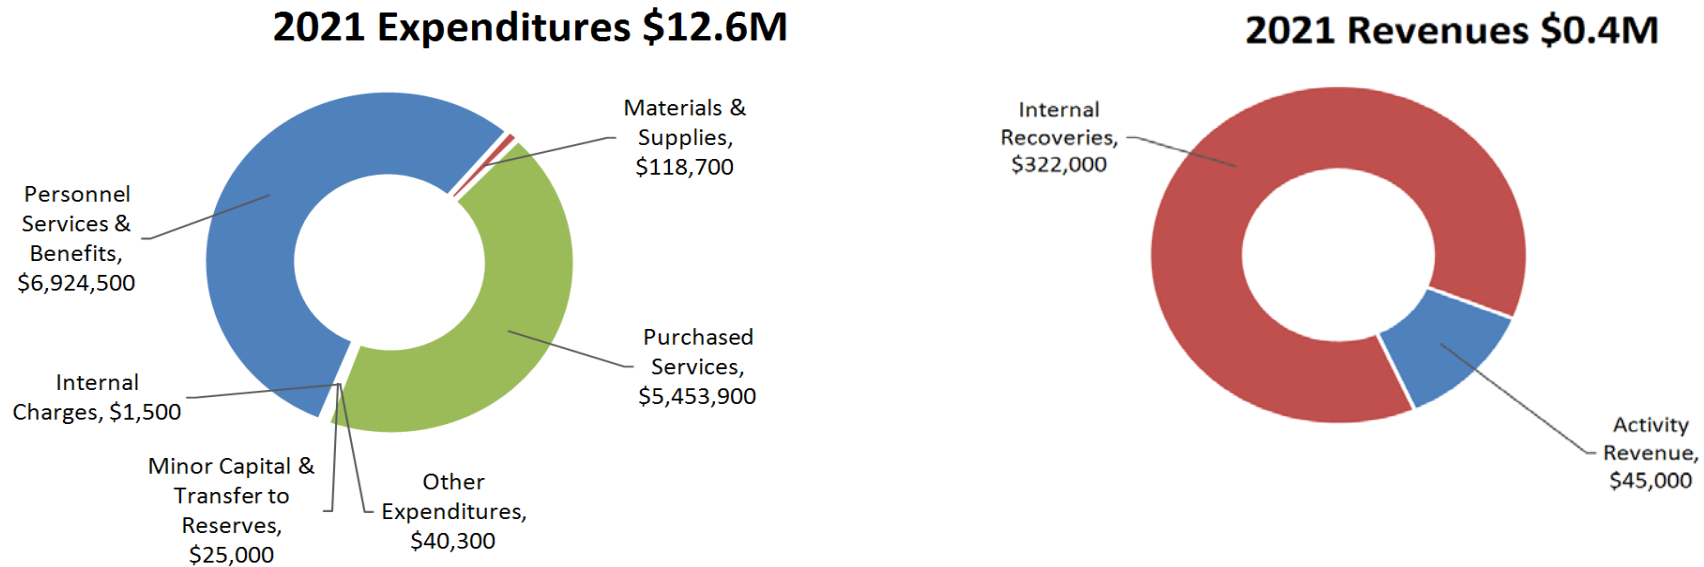 2021 Expenditures $12.6M
Materials &
Supplies,
$118,700
Personnel
Services &
Benefits,
$6,924,500
Purchased
Services,
$5,453,900
Internal
Charges, $1,500
Minor Capital &
Transfer to
Reserves,
$25,000
Other
Expenditures,
$40,300
2021 Revenues $0.4M
Internal
Recoveries,
$322,000
Activity
Revenue,
$45,000